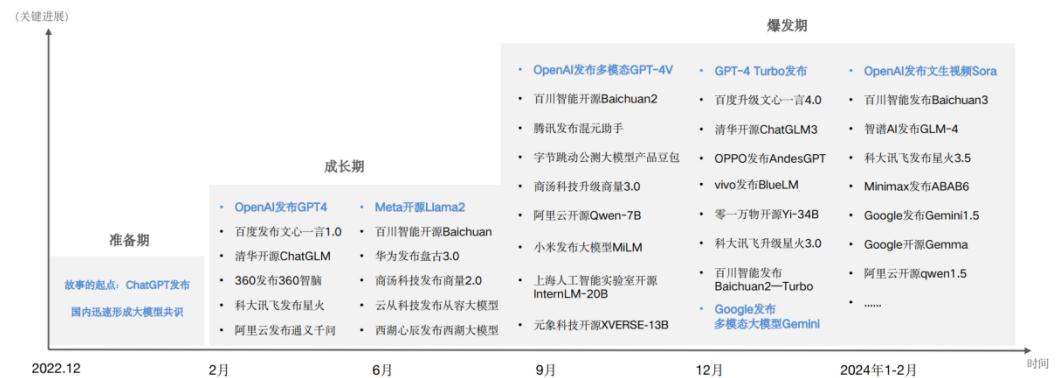 (关键进展)
爆发期
• OpenAI发布多模态GPT-4V
• 百川智能开源Baichuan2
• 腾讯发布混元助手
• 字节跳动公测大模型产品豆包
• 商汤科技升级商量3.0
• 阿里云开源Qwen-7B
• 小米发布大模型MiLM
• 上海人工智能实验室开源
InternLM-20B
• 元象科技开源XVERSE-13B
• GPT-4 Turbo发布
• 百度升级文心一言4.0
• 清华开源ChatGLM3
• OPPO发布AndesGPT
• vivo发布BlueLM
• 零一万物开源Yi-34B
• 科大讯飞升级星火3.0
• 百川智能发布
Baichuan2—Turbo
• Google发布
多模态大模型Gemini
• OpenAI发布文生视频Sora
• 百川智能发布Baichuan3
• 智谱AI发布GLM-4
• 科大讯飞发布星火3.5
• Minimax发布ABAB6
• Google发布Gemini1.5
• Google开源Gemma
• 阿里云开源qwen1.5
• ......
成长期
• OpenAI发布GPT4
• 百度发布文心一言1.0
• 清华开源ChatGLM
• 360发布360智脑
• 科大讯飞发布星火
• 阿里云发布通义千问
• Meta开源Llama2
• 百川智能开源Baichuan
• 华为发布盘古3.0
• 商汤科技发布商量2.0
• 云从科技发布从容大模型
• 西湖心辰发布西湖大模型
准备期
故事的起点：ChatGPT发布
国内迅速形成大模型共识
2022.12
2月
6月
9月
12月
2024年1-2月
时间